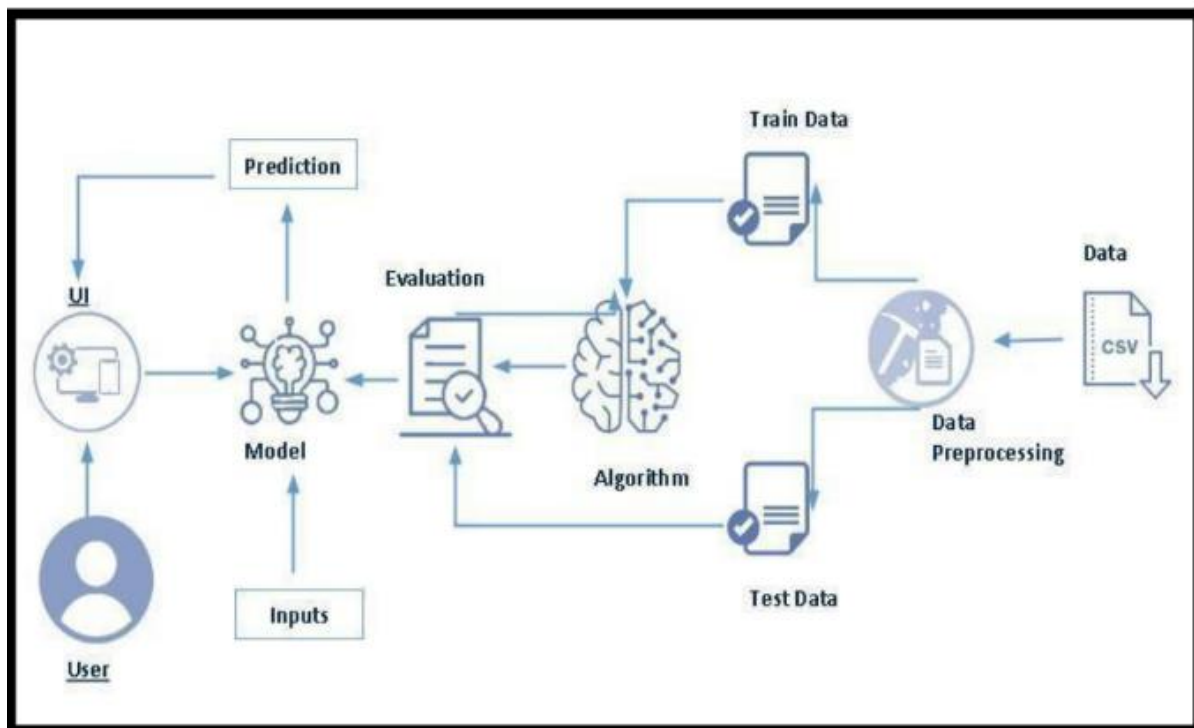 Train Data
Prediction
Data
Evaluation
UI
CSV
Model
Data
Preprocessing
Algorithm
Inputs
Test Data
User